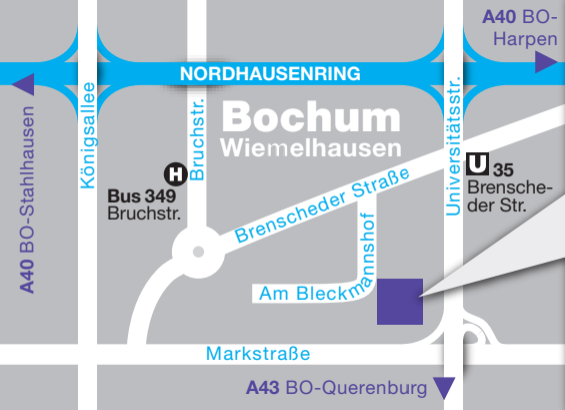 A40 BO-
Harpen
NORDHAUSENRING
Königsallee
Bruchstr.
Universitätsstr.
Bochum
Wiemelhausen
A40 BO-Stahlhausen
H
Bus 349
Bruchstr.
U 35
Brensche-
der Str.
Brenscheder Straße
Am Bleckmannshof
Markstraße
A43 BO-Querenburg